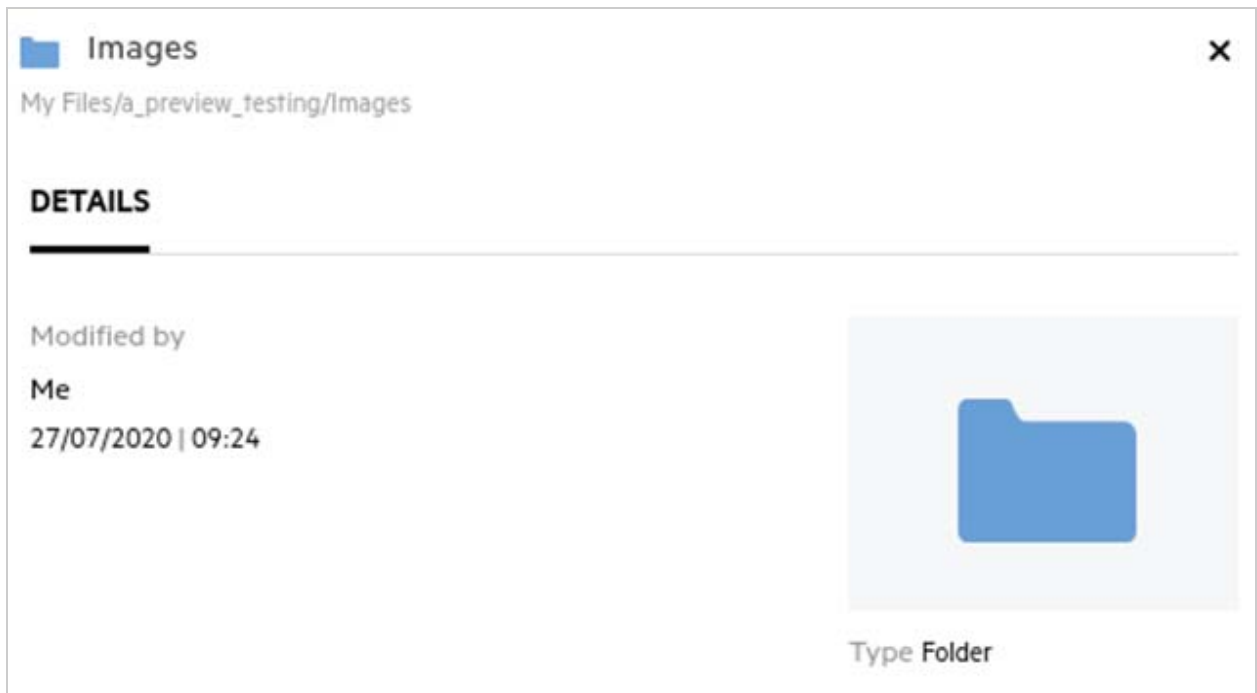 Images
My Files/a_preview_testing/Images
DETAILS
Modified by
Me
27/07/2020 | 09:24
Type Folder